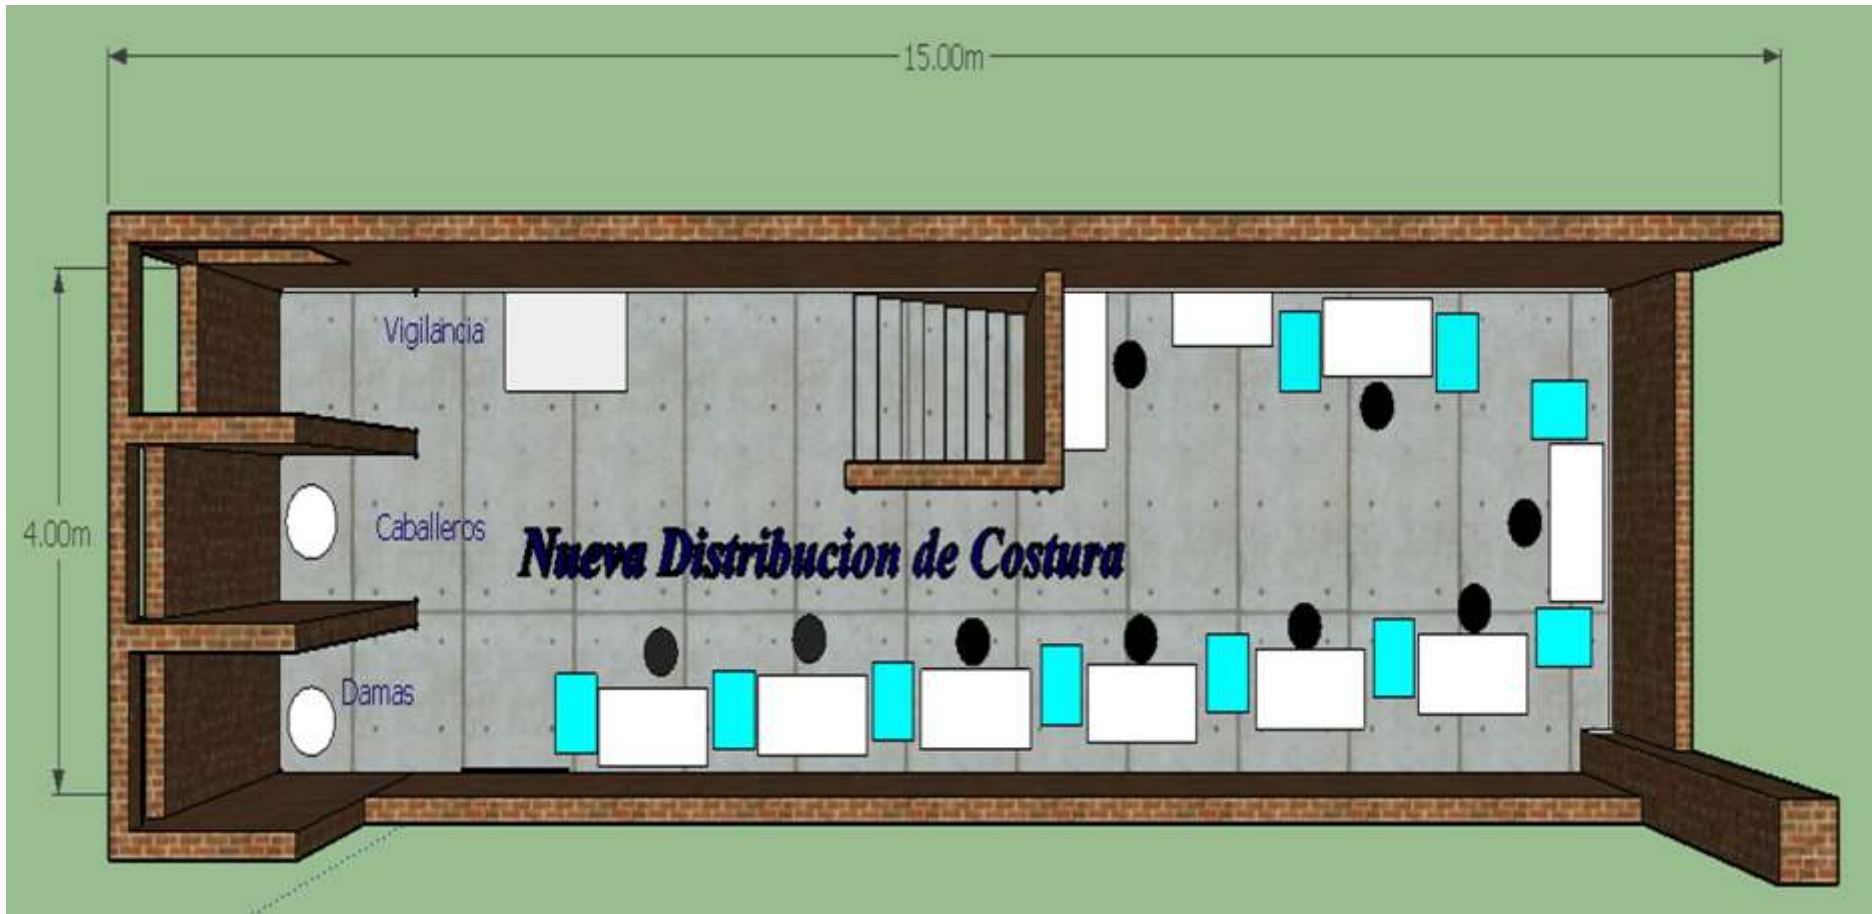 15.00m
Vigilancia
4.00m
Caballeros
Nueva Distribucion de Costura
Damas